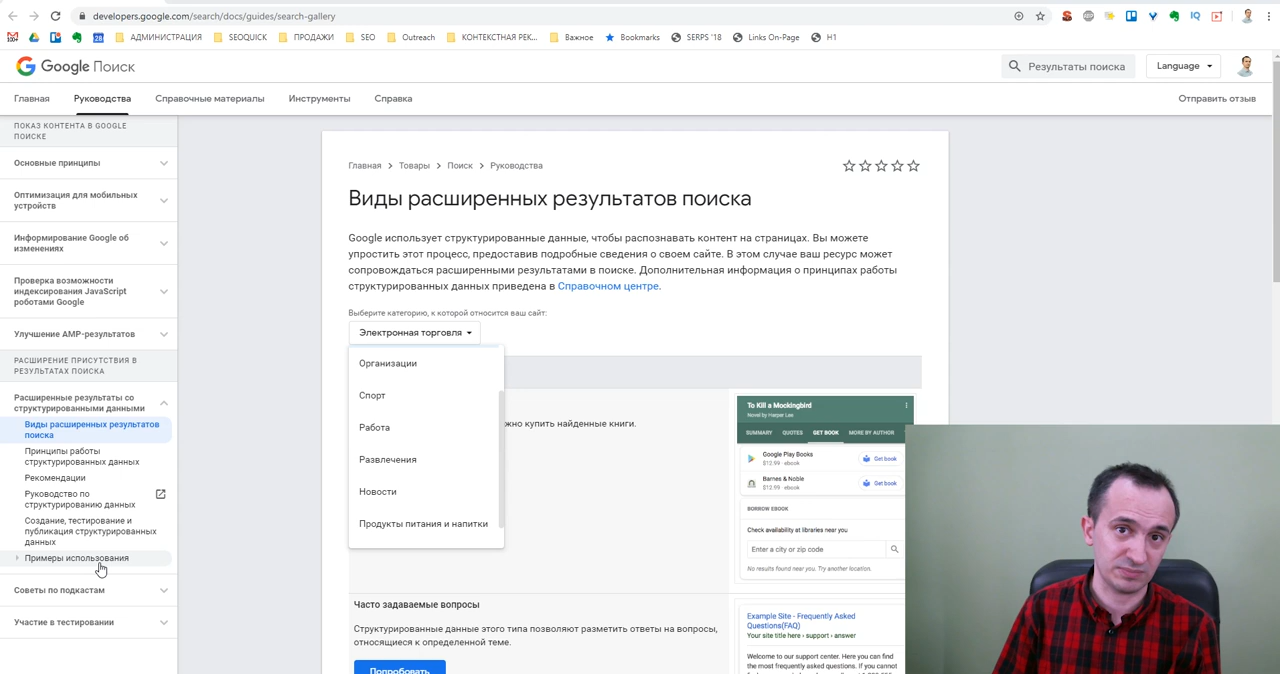 developers.google.com/search/docs/guides/search-gallery
АДМИНИСТРАЦИЯ
SEOQUICK
ПРОДАЖИ
SEO
Outreach
КОНТЕКСТНАЯ РЕК...
Важное
Bookmarks
SERPS '18
Links On-Page
H1
Google Поиск
Результаты поиска
Language
Главная
Руководства
Справочные материалы
Инструменты
Справка
Отправить отзыв
ПОКАЗ КОНТЕНТА В GOOGLE
ПОИСКЕ
Основные принципы
Оптимизация для мобильных
устройств
Информирование Google об
изменениях
Проверка возможности
индексирования JavaScript
роботами Google
Улучшение AMP-результатов
РАСШИРЕНИЕ ПРИСУТСТВИЯ В
РЕЗУЛЬТАТАХ ПОИСКА
Расширенные результаты со
структурированными данными
Виды расширенных результатов
поиска
Принципы работы
структурированных данных
Рекомендации
Руководство по
структурированию данных
Создание, тестирование и
публикация структурированных
данных
Примеры использования
Советы по подкастам
Участие в тестировании
Главная > Товары > Поиск > Руководства
Виды расширенных результатов поиска
Google использует структурированные данные, чтобы распознавать контент на страницах. Вы можете
упростить этот процесс, предоставив подробные сведения о своем сайте. В этом случае ваш ресурс может
сопровождаться расширенными результатами в поиске. Дополнительная информация о принципах работы
структурированных данных приведена в Справочном центре.
Выберите категорию, к которой относится ваш сайт:
Электронная торговля
Организации
Спорт
Работа
Развлечения
Новости
Продукты питания и напитки
жно купить найденные книги.
To Kill a Mockingbird
Novel by Harper Lee
SUMMARY QUOTES GET BOOK MORE BY AUTHOR
Google Play Books
$12.99 · ebook
Get book
Barnes & Noble
$12.99 · ebook
Get book
BORROW EBOOK
Check availability at libraries near you
Enter a city or zip code
No results found near you. Try another location.
Часто задаваемые вопросы
Структурированные данные этого типа позволяют разметить ответы на вопросы,
относящиеся к определенной теме.
Попробовать
Example Site - Frequently Asked
Questions(FAQ)
Your site title here › support › answer
Welcome to our support center. Here you can find
the most frequently asked questions. If you cannot